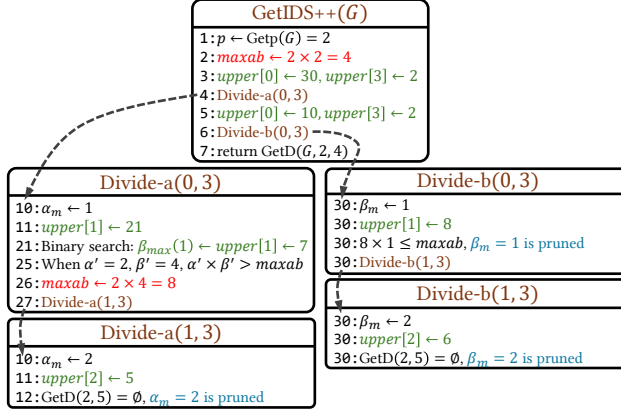 GetIDS++(G)
1:p ← Getp(G) = 2
2:maxab ← 2 × 2 = 4
3:upper[0] ← 30, upper[3] ← 2
4:Divide-a(0, 3)
5:upper[0] ← 10, upper[3] ← 2
6:Divide-b(0, 3)
7:return GetD(G, 2, 4)
Divide-a(0, 3)
10:α_m ← 1
11:upper[1] ← 21
21:Binary search: β_max(1) ← upper[1] ← 7
25:When α′ = 2, β′ = 4, α′ × β′ > maxab
26:maxab ← 2 × 4 = 8
27:Divide-a(1, 3)
Divide-a(1, 3)
10:α_m ← 2
11:upper[2] ← 5
12:GetD(2, 5) = ∅, α_m = 2 is pruned
Divide-b(0, 3)
30:β_m ← 1
30:upper[1] ← 8
30:8 × 1 ≤ maxab, β_m = 1 is pruned
30:Divide-b(1, 3)
Divide-b(1, 3)
30:β_m ← 2
30:upper[2] ← 6
30:GetD(2, 5) = ∅, β_m = 2 is pruned